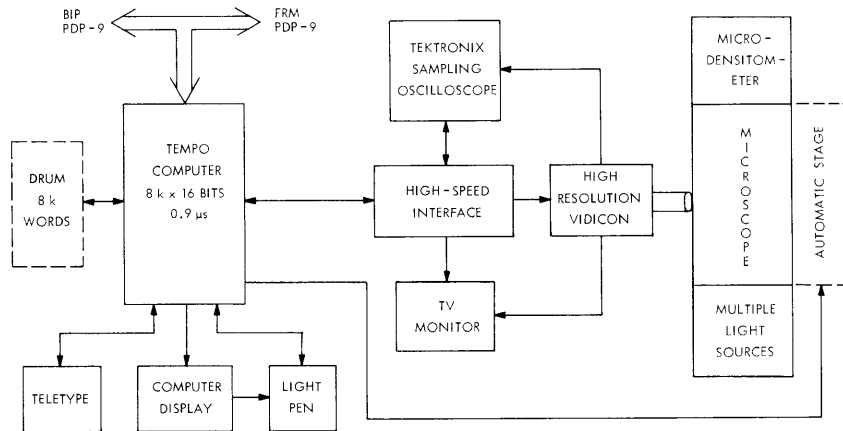 BIP
PDP-9
FRM
PDP-9
TEKTRONIX
SAMPLING
OSCILLOSCOPE
MICRO-
DENSITOM-
ETER
TEMPO
COMPUTER
8 k x 16 BITS
0.9 µs
DRUM
8 k
WORDS
HIGH-SPEED
INTERFACE
HIGH
RESOLUTION
VIDICON
MICROSCOPE
AUTOMATIC STAGE
TV
MONITOR
MULTIPLE
LIGHT
SOURCES
TELETYPE
COMPUTER
DISPLAY
LIGHT
PEN